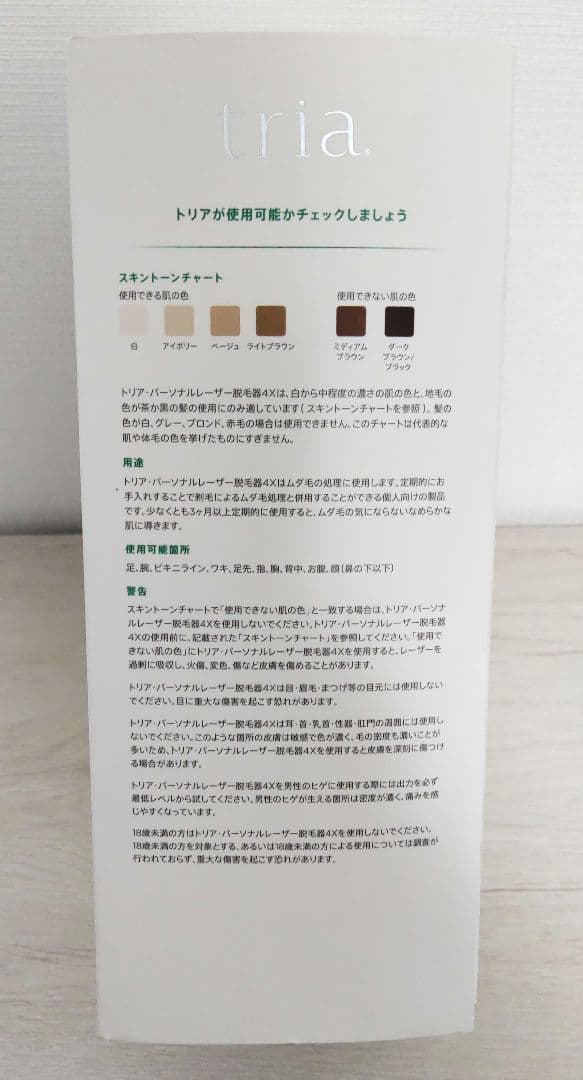 tria
トリアが使用可能かチェックしましょう
スキントーンチャート
使用できる肌の色
使用できない肌の色
白
アイボリー
ベージュ
ライトブラウン
ミディアム
ブラウン
ダーク
ブラウン/
ブラック
トリア・パーソナルレーザー脱毛器4Xは、白から中程度の濃さの肌の色と、地毛の
色が茶か黒の髪の使用にのみ適しています(スキントーンチャートを参照)。髪の
色が白、グレー、ブロンド、赤毛の場合は使用できません。このチャートは代表的な
肌や体毛の色を挙げたものにすぎません。
用途
トリア・パーソナルレーザー脱毛器4Xはムダ毛の処理に使用します。定期的にお
手入れすることで剃毛によるムダ毛処理と併用することができる個人向けの製品
です。少なくとも3ヶ月以上定期的に使用すると、ムダ毛の気にならないなめらかな
肌に導きます。
使用可能箇所
足、腕、ビキニライン、ワキ、足先、指、胸、背中、お腹、顔(鼻の下以下)
警告
スキントーンチャートで「使用できない肌の色」と一致する場合は、トリア・パーソナ
ルレーザー脱毛器4Xを使用しないでください。トリア・パーソナルレーザー脱毛器
4Xの使用前に、記載された「スキントーンチャート」を参照してください。「使用で
きない肌の色」にトリア・パーソナルレーザー脱毛器4Xを使用すると、レーザーを
過剰に吸収し、火傷、変色、傷など皮膚を傷めることがあります。
トリア・パーソナルレーザー脱毛器4Xは目・眉毛・まつげ等の目元には使用しない
でください。目に重大な傷害を起こす恐れがあります。
トリア・パーソナルレーザー脱毛器4Xは耳・首・乳首・性器・肛門の周囲には使用し
ないでください。このような箇所の皮膚は敏感で色が濃く、毛の密度も濃いことが
多いため、トリア・パーソナルレーザー脱毛器4Xを使用すると皮膚を深刻に傷つけ
る場合があります。
トリア・パーソナルレーザー脱毛器4Xを男性のヒゲに使用する際には出力を必ず
最低レベルから試してください。男性のヒゲが生える箇所は密度が濃く、痛みを感
じやすくなっています。
18歳未満の方はトリア・パーソナルレーザー脱毛器4Xを使用しないでください。
18歳未満の方を対象とする、あるいは18歳未満の方による使用については調査が
行われておらず、重大な傷害を起こす恐れがあります。